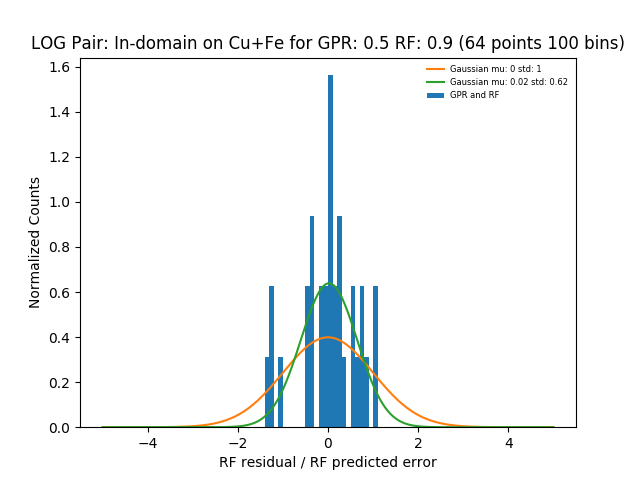 LOG Pair: In-domain on Cu+Fe for GPR: 0.5 RF: 0.9 (64 points 100 bins)
1.6
1.4
1.2
1.0
0.8
0.6
0.4
0.2
0.0
Normalized Counts
Gaussian mu: 0 std: 1
Gaussian mu: 0.02 std: 0.62
GPR and RF
−4 −2 0 2 4
RF residual / RF predicted error